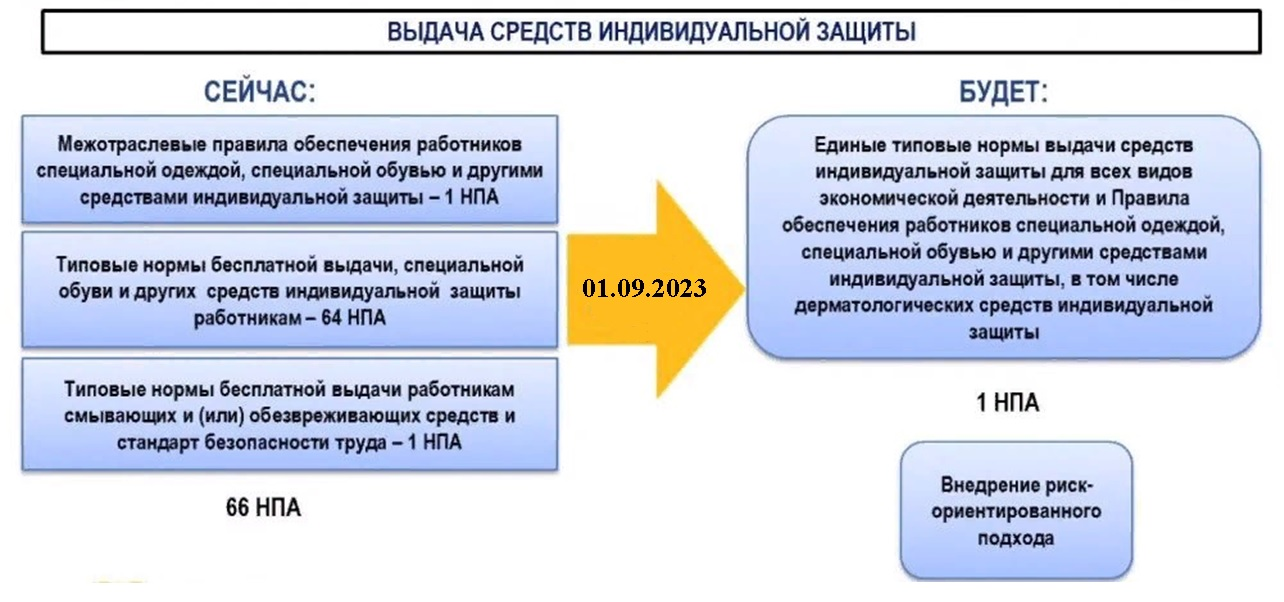 ВЫДАЧА СРЕДСТВ ИНДИВИДУАЛЬНОЙ ЗАЩИТЫ
СЕЙЧАС:
Межотраслевые правила обеспечения работников
специальной одеждой, специальной обувью и другими
средствами индивидуальной защиты – 1 НПА
Типовые нормы бесплатной выдачи, специальной
обуви и других средств индивидуальной защиты
работникам – 64 НПА
Типовые нормы бесплатной выдачи работникам
смывающих и (или) обезвреживающих средств и
стандарт безопасности труда – 1 НПА
66 НПА
01.09.2023
БУДЕТ:
Единые типовые нормы выдачи средств
индивидуальной защиты для всех видов
экономической деятельности и Правила
обеспечения работников специальной одеждой,
специальной обувью и другими средствами
индивидуальной защиты, в том числе
дерматологических средств индивидуальной
защиты
1 НПА
Внедрение риск-
ориентированного
подхода